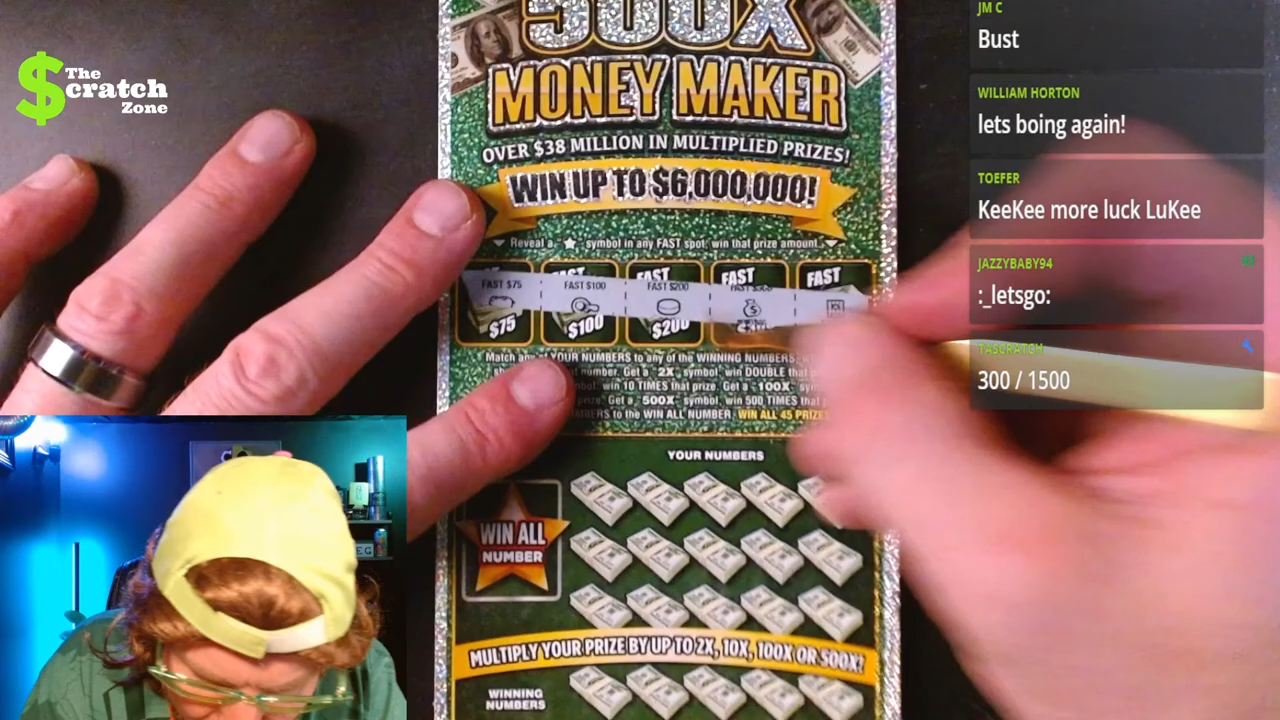 The
$cratch
Zone
500X
MONEY MAKER
OVER $38 MILLION IN MULTIPLIED PRIZES!
WIN UP TO $6,000,000!
Reveal a ★ symbol in any FAST spot, win that prize amount.
FAST FAST FAST FAST
FAST $75 FAST $100 FAST $200
$75 $100 $200
Match any of YOUR NUMBERS to any of the WINNING NUMBERS
number. Get a 2X symbol, win DOUBLE that
win 10 TIMES that prize. Get a 100X
Get a 500X symbol, win 500 TIMES that
to the WIN ALL NUMBER, WIN ALL 45 PRIZES
YOUR NUMBERS
WIN ALL
NUMBER
MULTIPLY YOUR PRIZE BY UP TO 2X, 10X, 100X OR 500X!
WINNING
NUMBERS
JM C
Bust
WILLIAM HORTON
lets boing again!
TOEFER
KeeKee more luck LuKee
JAZZYBABY94
:_letsgo:
TASCRATCH
300 / 1500